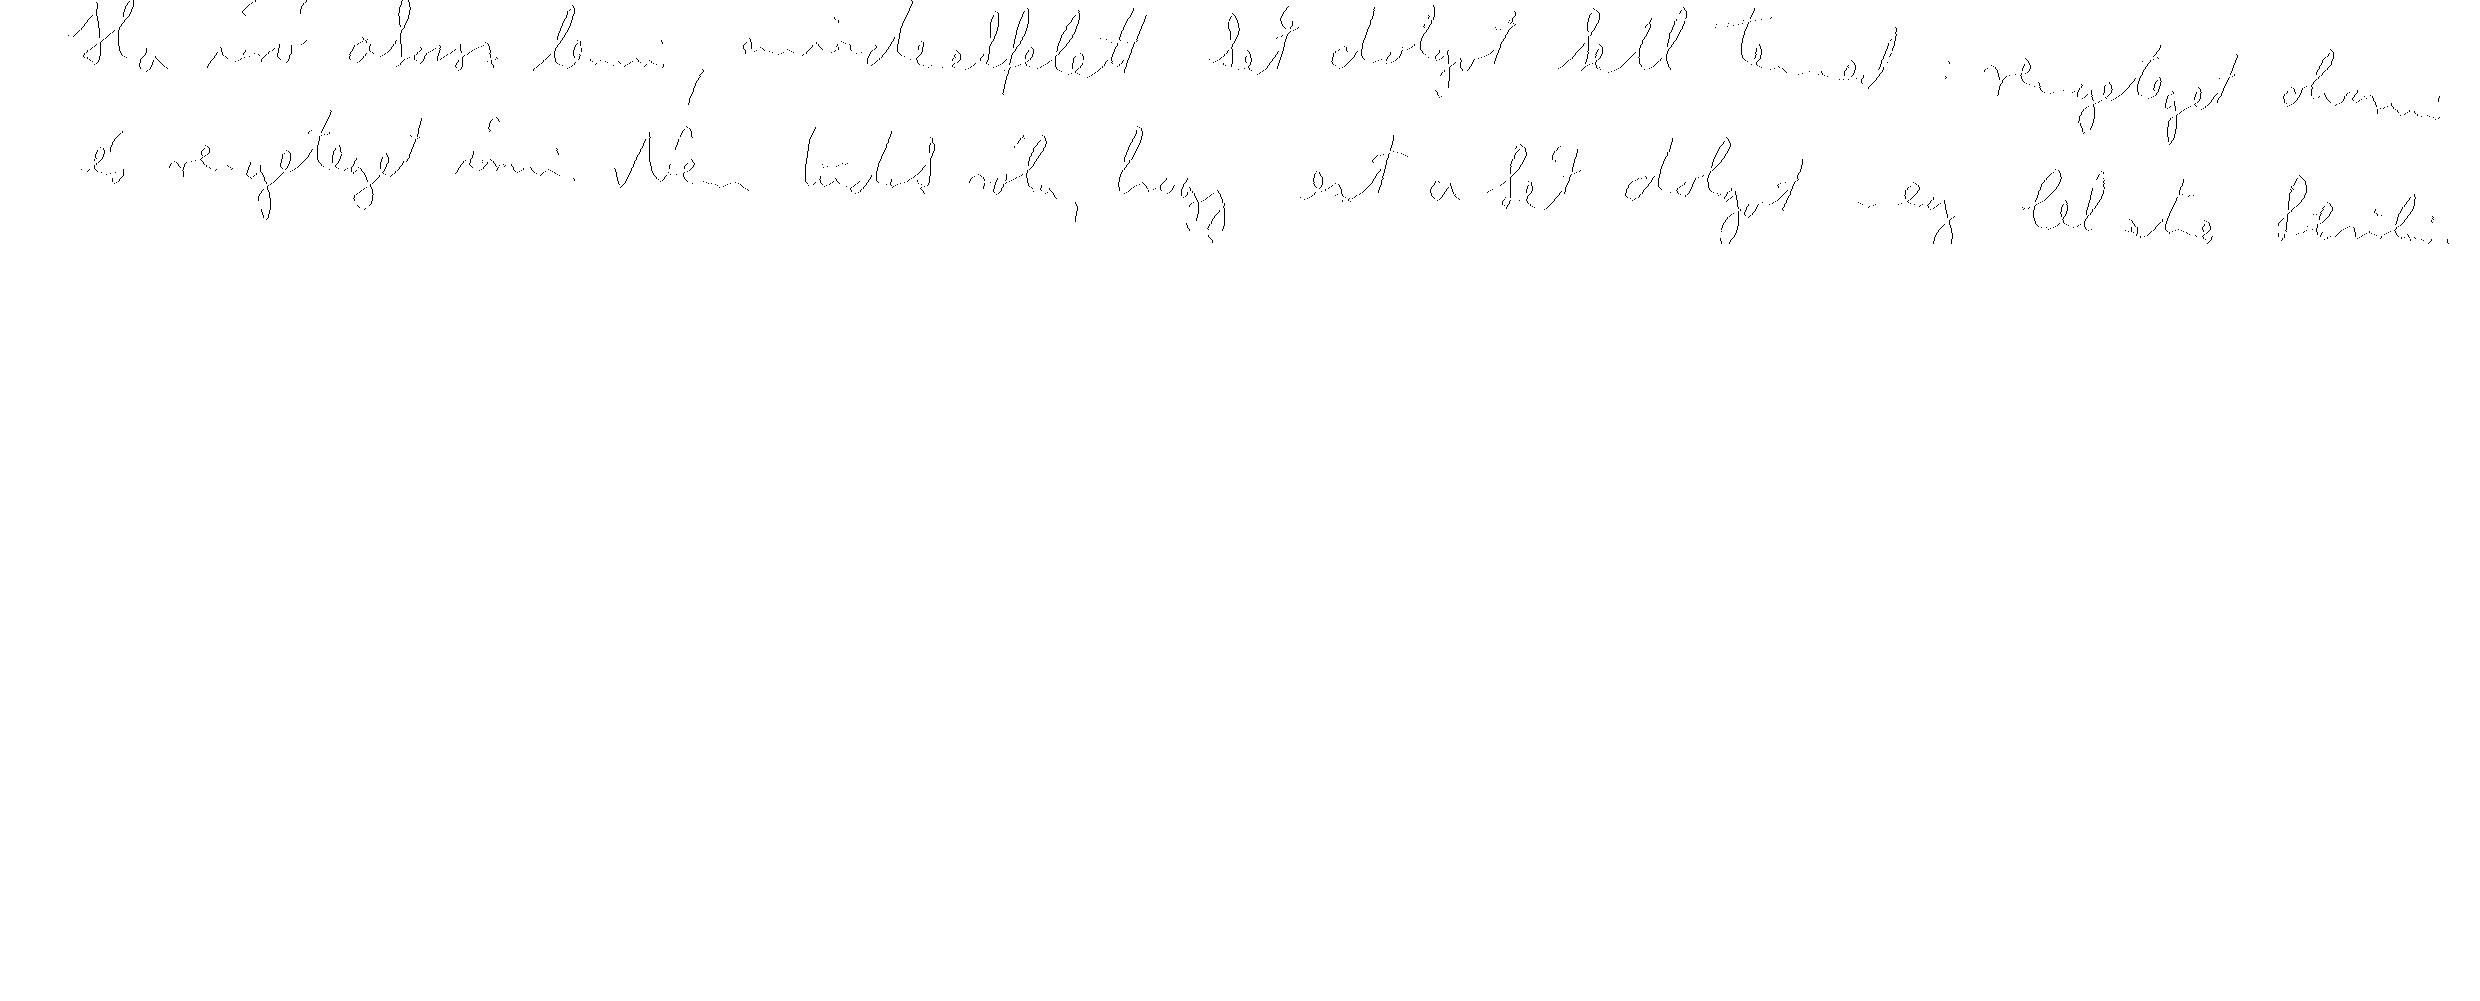 Ha író akarsz lenni, mindenekfelett két dolgot kell tenned: rengeteget olvasni
és rengeteget írni. Nem tudok róla, hogy ezt a két dolgot meg lehetne kerülni.